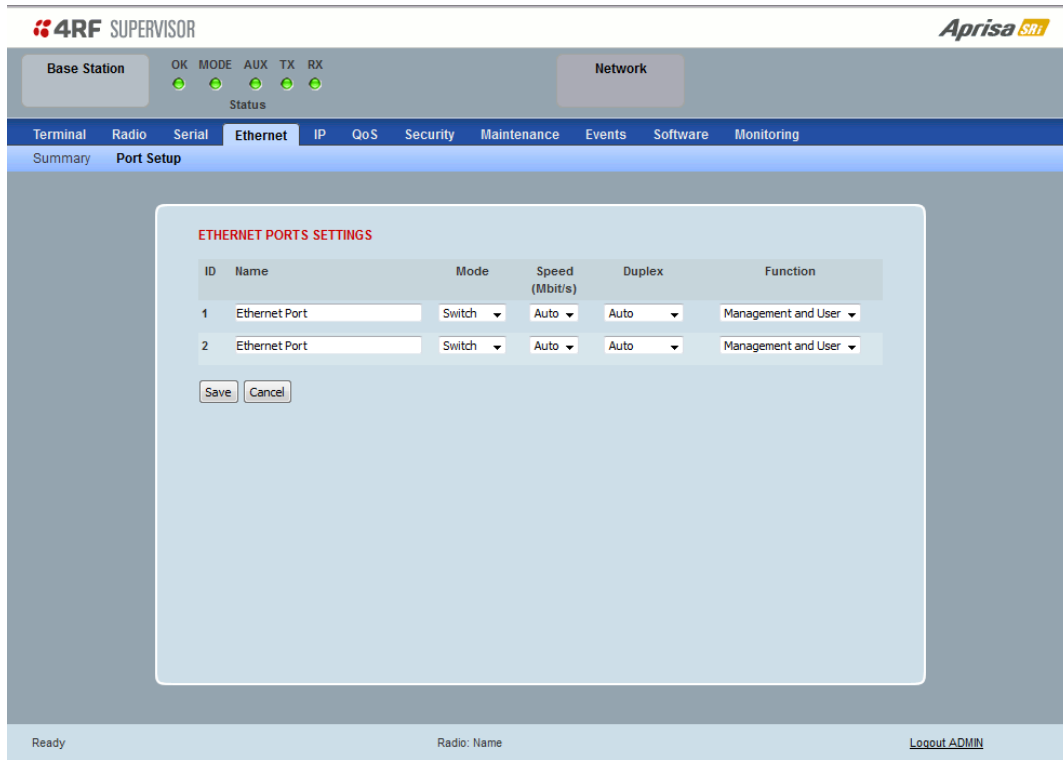 4RF SUPERVISOR
Aprisa SRi
Base Station
OK MODE AUX TX RX
Status
Network
Terminal Radio Serial Ethernet IP QoS Security Maintenance Events Software Monitoring
Summary Port Setup
ETHERNET PORTS SETTINGS
ID Name Mode Speed (Mbit/s) Duplex Function
1 Ethernet Port Switch Auto Auto Management and User
2 Ethernet Port Switch Auto Auto Management and User
Save Cancel
Ready Radio: Name Logout ADMIN